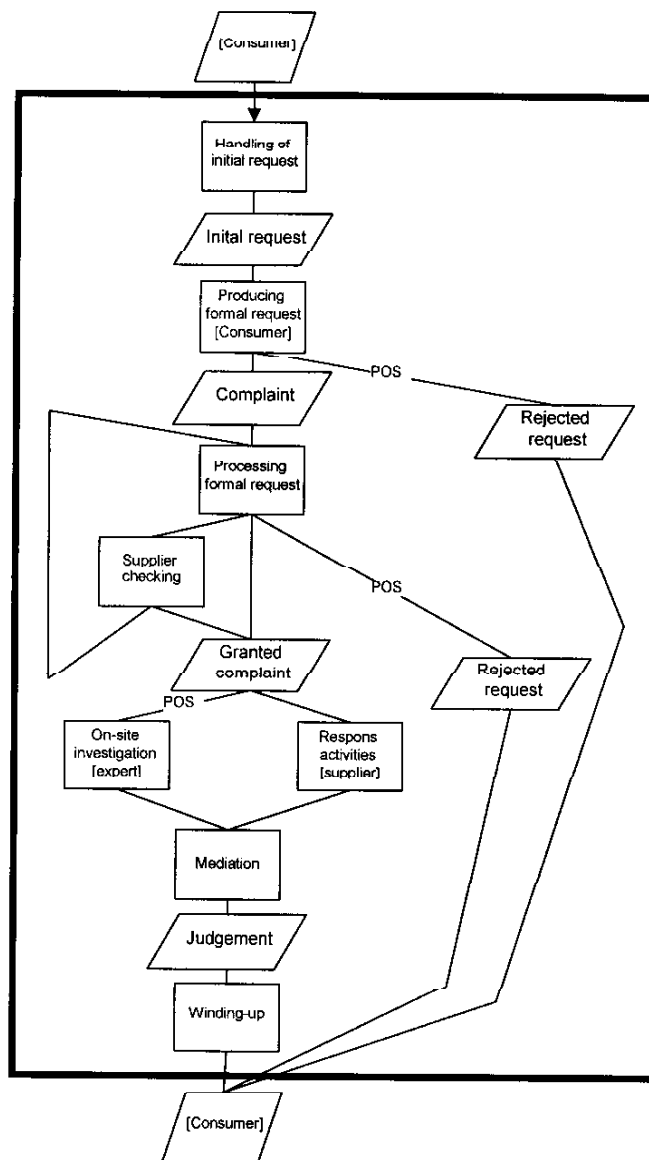 [Consumer]
Handling of
initial request
Inital request
Producing
formal request
[Consumer]
POS
Complaint
Rejected
request
Processing
formal request
Supplier
checking
POS
Granted
complaint
Rejected
request
POS
On-site
investigation
[expert]
Respons
activities
[supplier]
Mediation
Judgement
Winding-up
[Consumer]